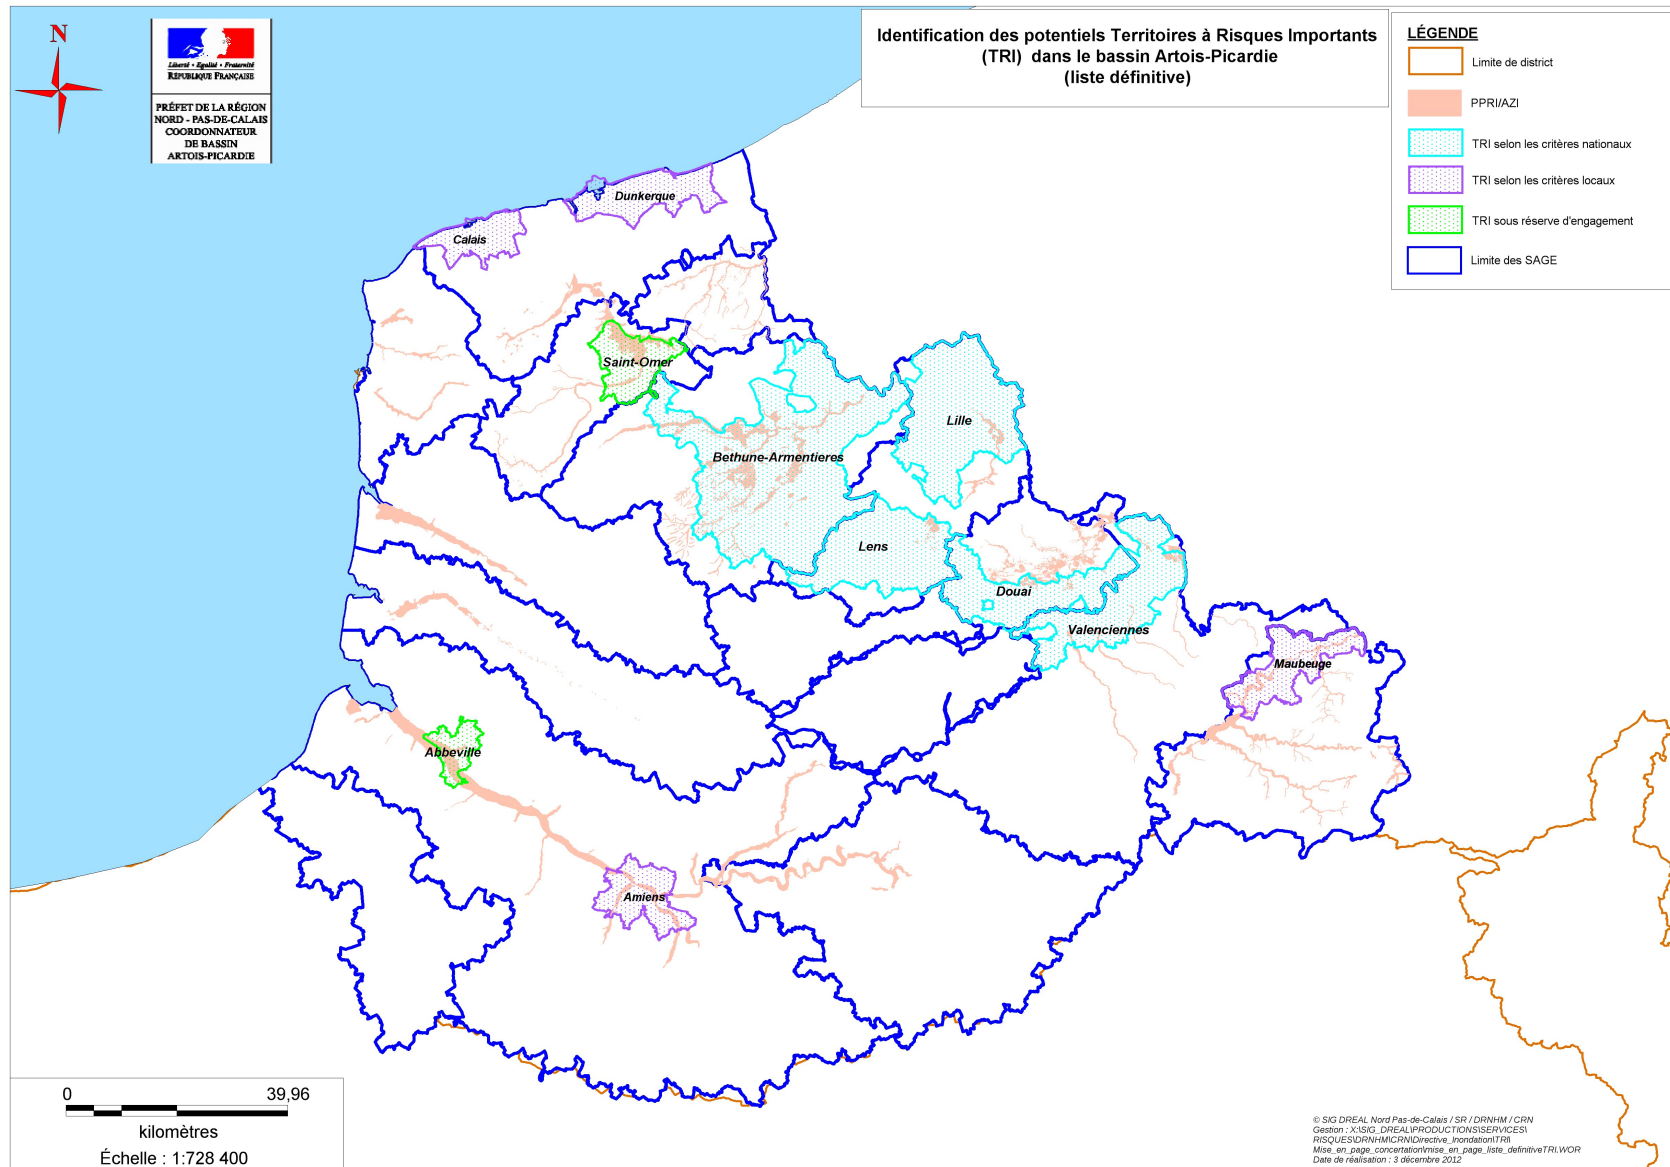 N
Liberté • Egalité • Fraternité
RÉPUBLIQUE FRANÇAISE
PRÉFET DE LA RÉGION
NORD - PAS-DE-CALAIS
COORDONNATEUR
DE BASSIN
ARTOIS-PICARDIE
Identification des potentiels Territoires à Risques Importants
(TRI) dans le bassin Artois-Picardie
(liste définitive)
LÉGENDE
Limite de district
PPRI/AZI
TRI selon les critères nationaux
TRI selon les critères locaux
TRI sous réserve d'engagement
Limite des SAGE
Dunkerque
Calais
Saint-Omer
Lille
Bethune-Armentieres
Lens
Douai
Valenciennes
Maubeuge
Abbeville
Amiens
0 39,96
kilomètres
Échelle : 1:728 400
© SIG DREAL Nord Pas-de-Calais / SR / DRNHM / CRN
Gestion : X:\SIG_DREAL\PRODUCTIONS\SERVICES\
RISQUES\DRNHM\CRN\Directive_Inondation\TRI\
Mise_en_page_concertation\mise_en_page_liste_definitiveTRI.WOR
Date de réalisation : 3 décembre 2012